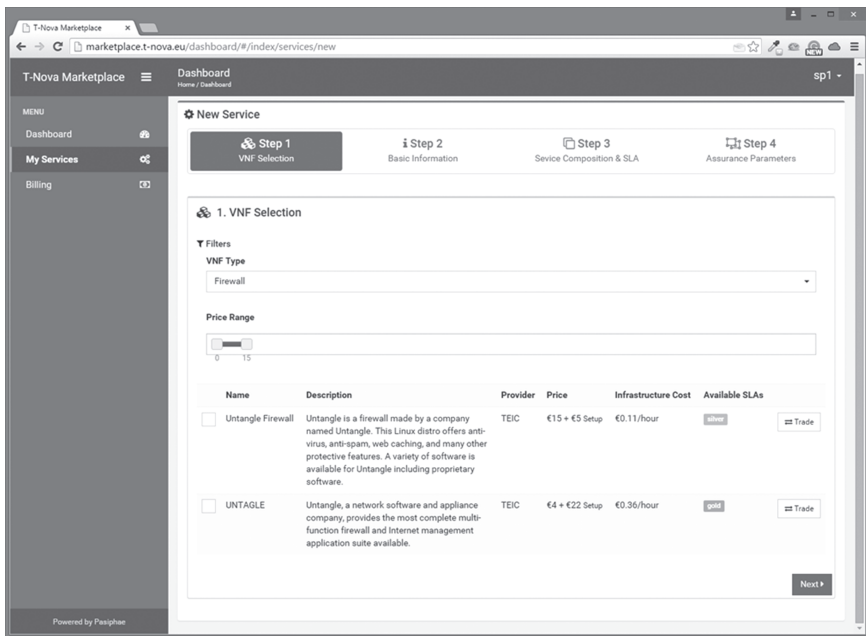 T-Nova Marketplace
marketplace.t-nova.eu/dashboard/#/index/services/new
NEW
T-Nova Marketplace
Dashboard
Home / Dashboard
sp1
MENU
Dashboard
My Services
Billing
New Service
Step 1
VNF Selection
Step 2
Basic Information
Step 3
Sevice Composition & SLA
Step 4
Assurance Parameters
1. VNF Selection
Filters
VNF Type
Firewall
Price Range
0 15
Name Description Provider Price Infrastructure Cost Available SLAs
Untangle Firewall Untangle is a firewall made by a company TEIC €15 + €5 Setup €0.11/hour silver Trade
named Untangle. This Linux distro offers anti-
virus, anti-spam, web caching, and many other
protective features. A variety of software is
available for Untangle including proprietary
software.
UNTAGLE Untangle, a network software and appliance TEIC €4 + €22 Setup €0.36/hour gold Trade
company, provides the most complete multi-
function firewall and Internet management
application suite available.
Next
Powered by Pasiphae